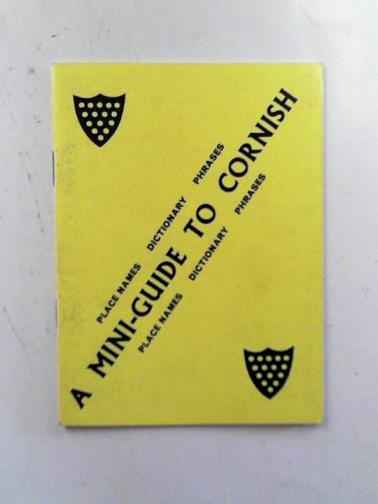 PLACE NAMES DICTIONARY PHRASES
A MINI-GUIDE TO CORNISH
PLACE NAMES DICTIONARY PHRASES